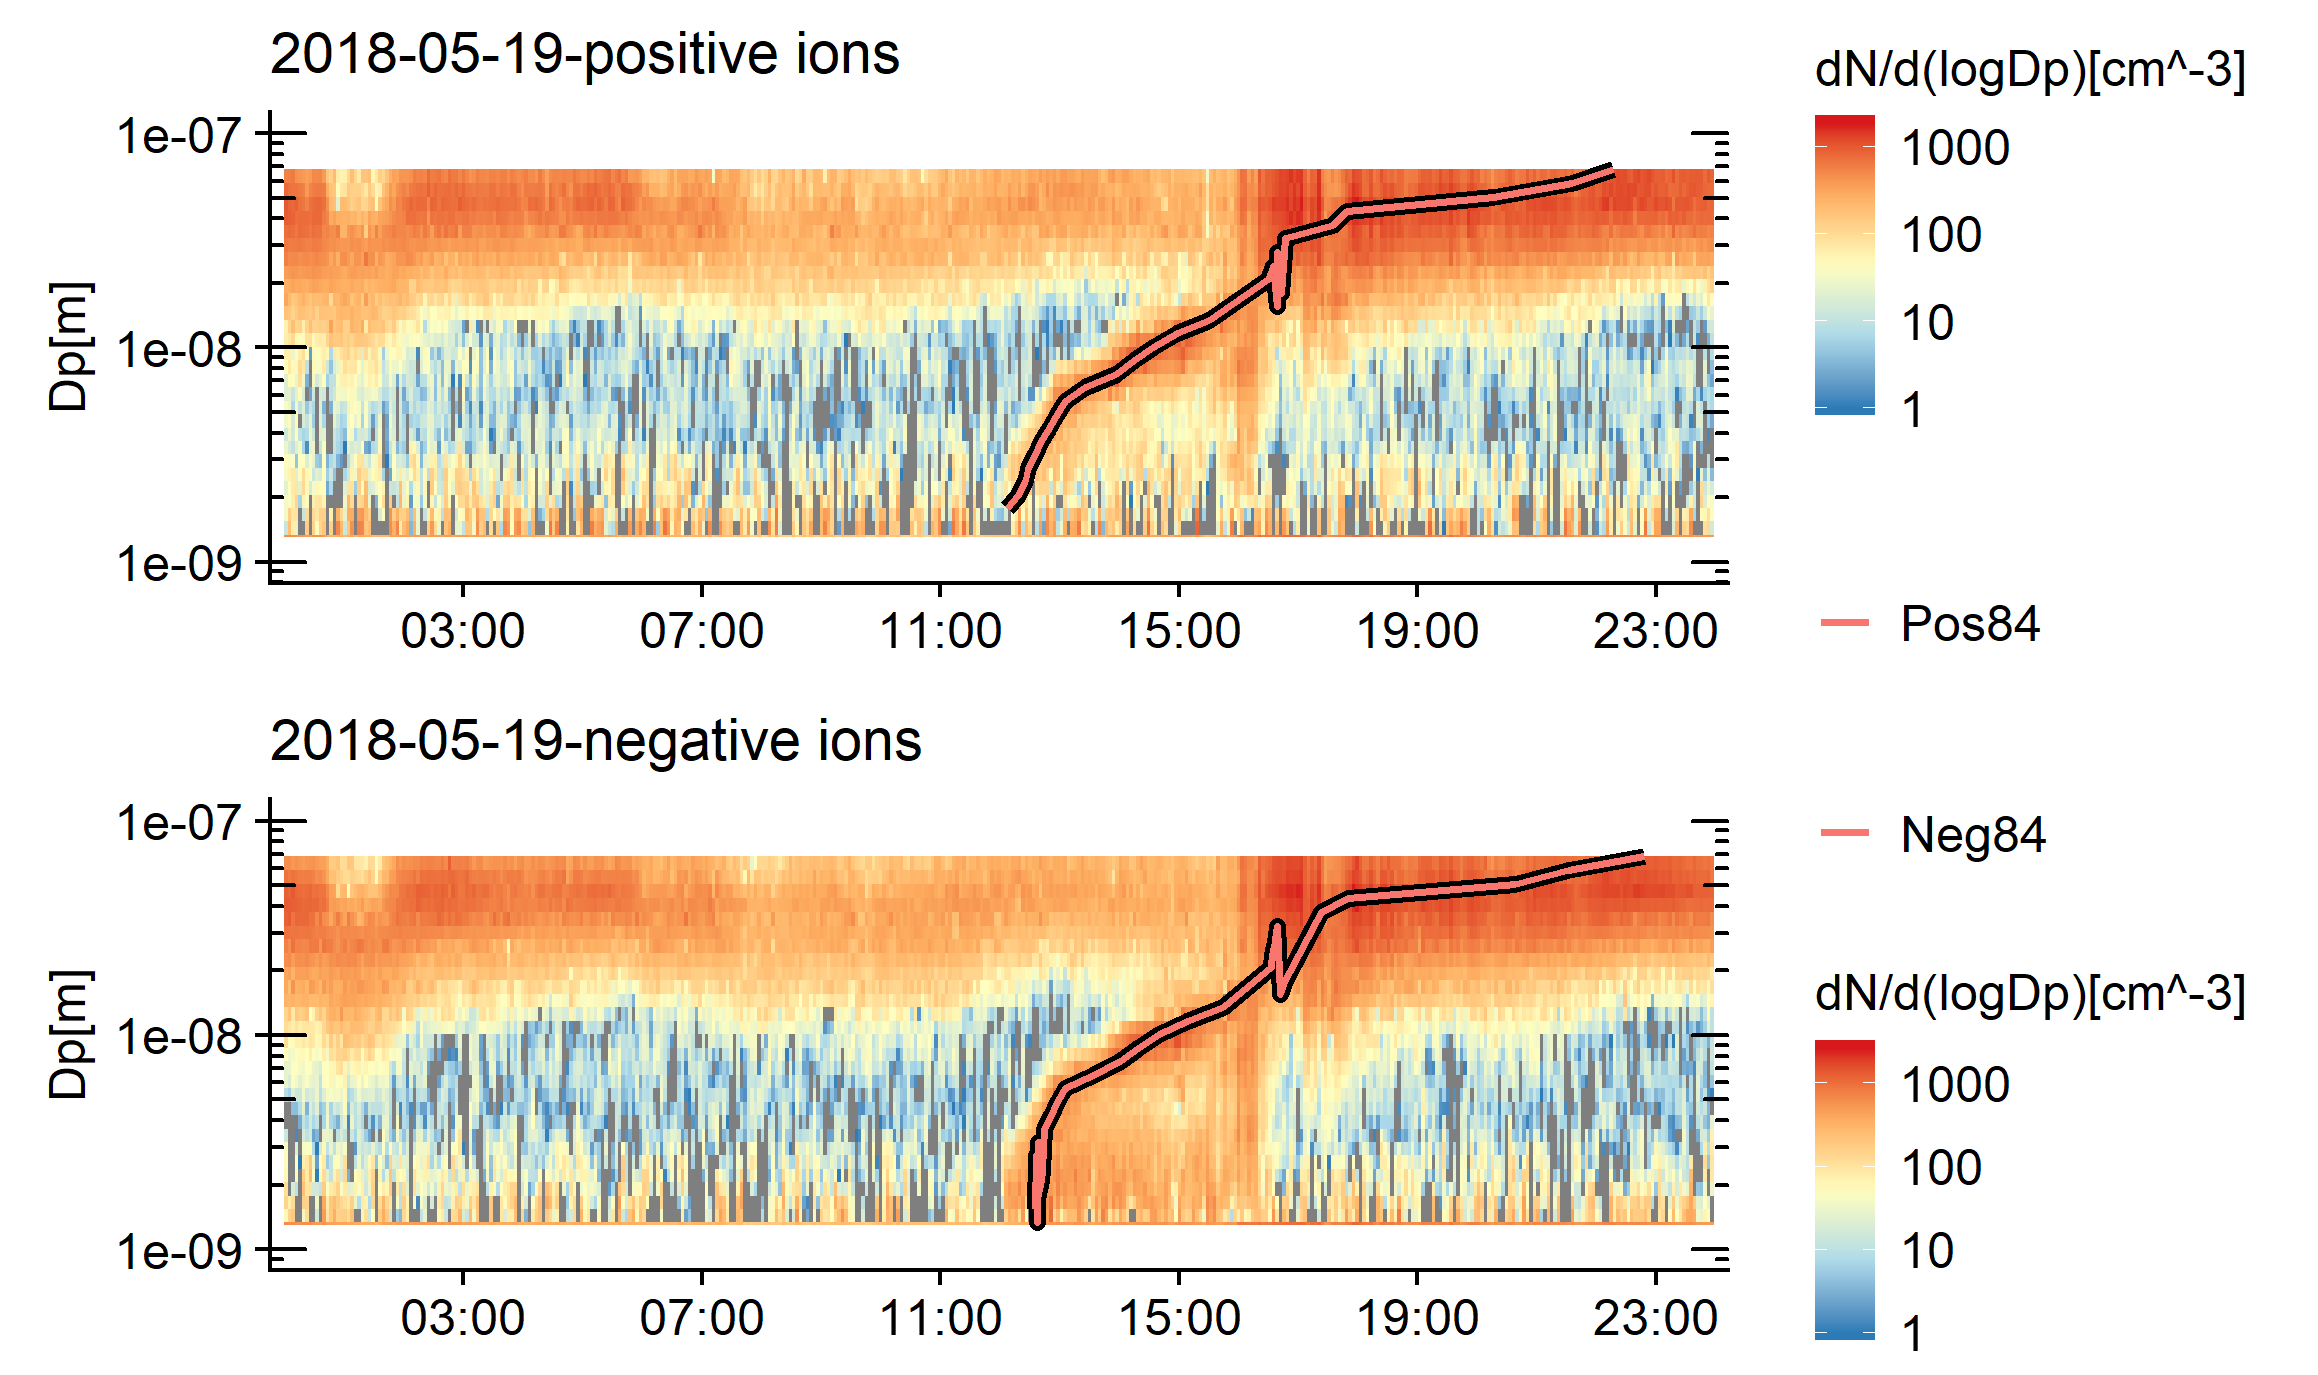 2018-05-19-positive ions
dN/d(logDp)[cm^-3]
1000
100
10
1
Pos84
Dp[m]
1e-07
1e-08
1e-09
03:00 07:00 11:00 15:00 19:00 23:00
2018-05-19-negative ions
Neg84
dN/d(logDp)[cm^-3]
1000
100
10
1
Dp[m]
1e-07
1e-08
1e-09
03:00 07:00 11:00 15:00 19:00 23:00